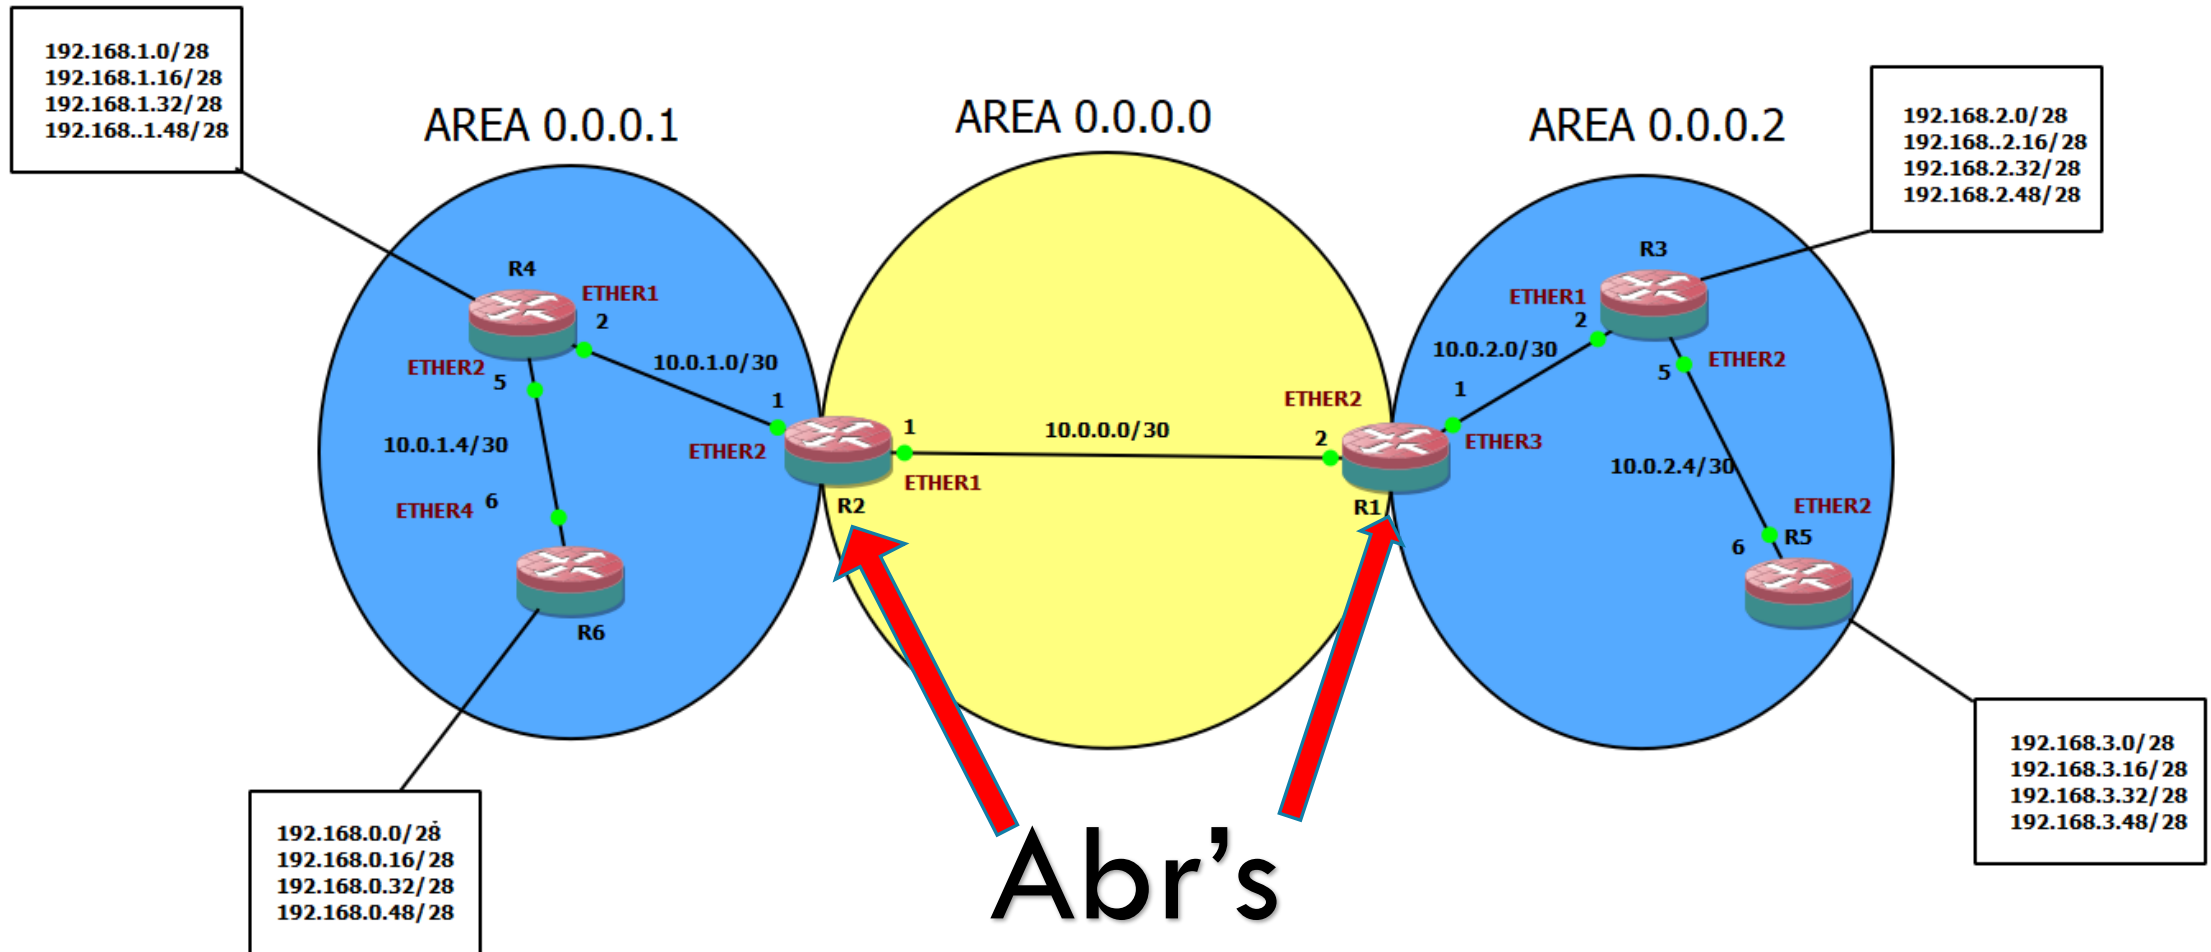 192.168.1.0/28
192.168.1.16/28
192.168.1.32/28
192.168..1.48/28
AREA 0.0.0.1
AREA 0.0.0.0
AREA 0.0.0.2
192.168.2.0/28
192.168..2.16/28
192.168.2.32/28
192.168.2.48/28
R4
ETHER1
2
ETHER2
5
10.0.1.0/30
1
10.0.1.4/30
ETHER2
ETHER4
6
R6
R2
1
ETHER1
10.0.0.0/30
ETHER2
2
R1
R3
ETHER1
2
10.0.2.0/30
1
ETHER3
5
ETHER2
10.0.2.4/30
ETHER2
R5
6
192.168.0.0/28
192.168.0.16/28
192.168.0.32/28
192.168.0.48/28
Abr’s
192.168.3.0/28
192.168.3.16/28
192.168.3.32/28
192.168.3.48/28